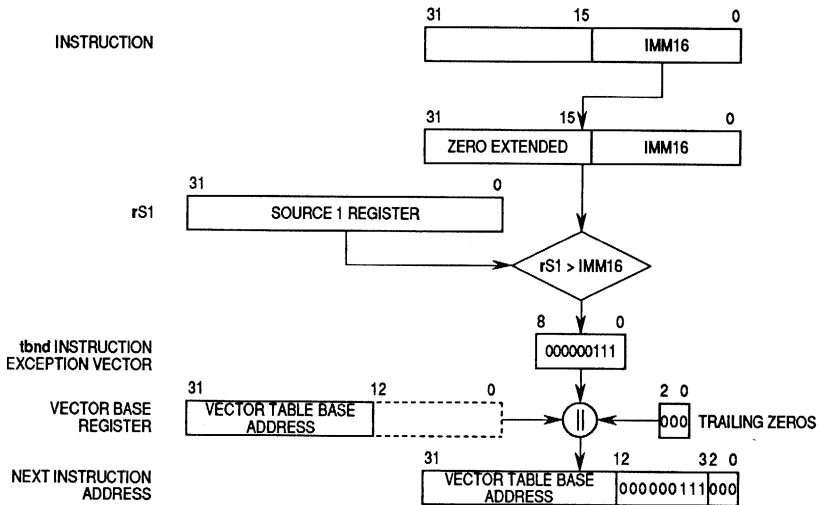 31 15 0
INSTRUCTION IMM16
31 15 0
ZERO EXTENDED IMM16
31 0
rS1 SOURCE 1 REGISTER
rS1 > IMM16
8 0
tbnd INSTRUCTION
EXCEPTION VECTOR
000000111
31 12 0 2 0
VECTOR BASE
REGISTER
VECTOR TABLE BASE
ADDRESS
|| 000 TRAILING ZEROS
31 12 32 0
NEXT INSTRUCTION
ADDRESS
VECTOR TABLE BASE
ADDRESS
000000111 000